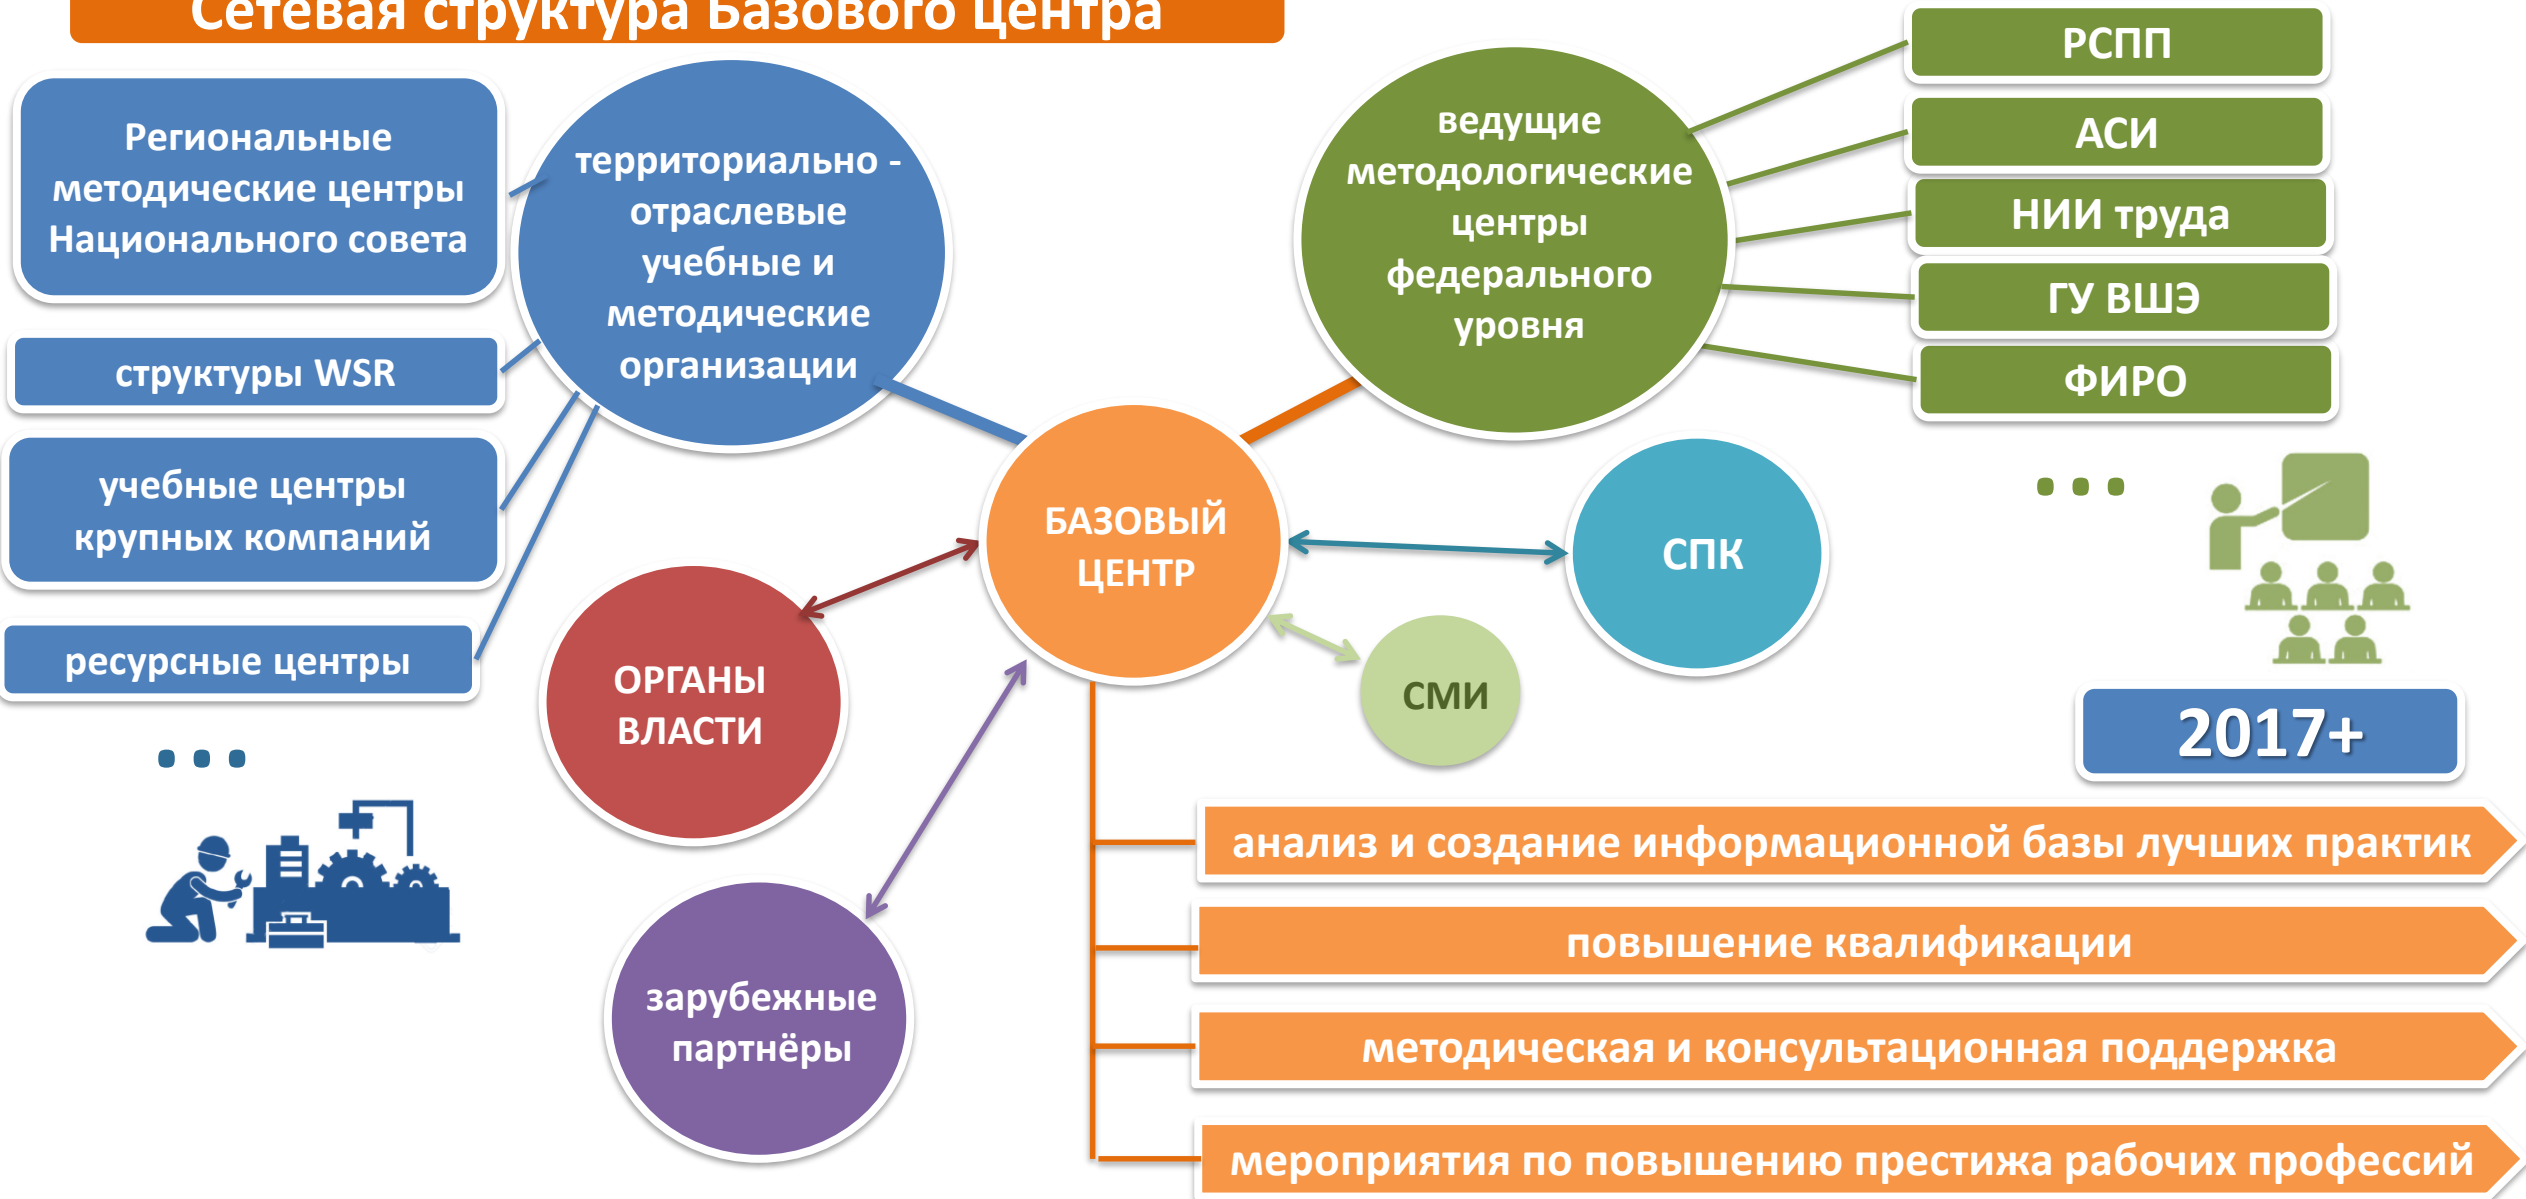 Сетевая структура Базового центра
Региональные
методические центры
Национального совета
структуры WSR
учебные центры
крупных компаний
ресурсные центры
...
территориально -
отраслевые
учебные и
методические
организации
ведущие
методологические
центры
федерального
уровня
РСПП
АСИ
НИИ труда
ГУ ВШЭ
ФИРО
...
БАЗОВЫЙ
ЦЕНТР
СПК
СМИ
ОРГАНЫ
ВЛАСТИ
зарубежные
партнёры
2017+
анализ и создание информационной базы лучших практик
повышение квалификации
методическая и консультационная поддержка
мероприятия по повышению престижа рабочих профессий